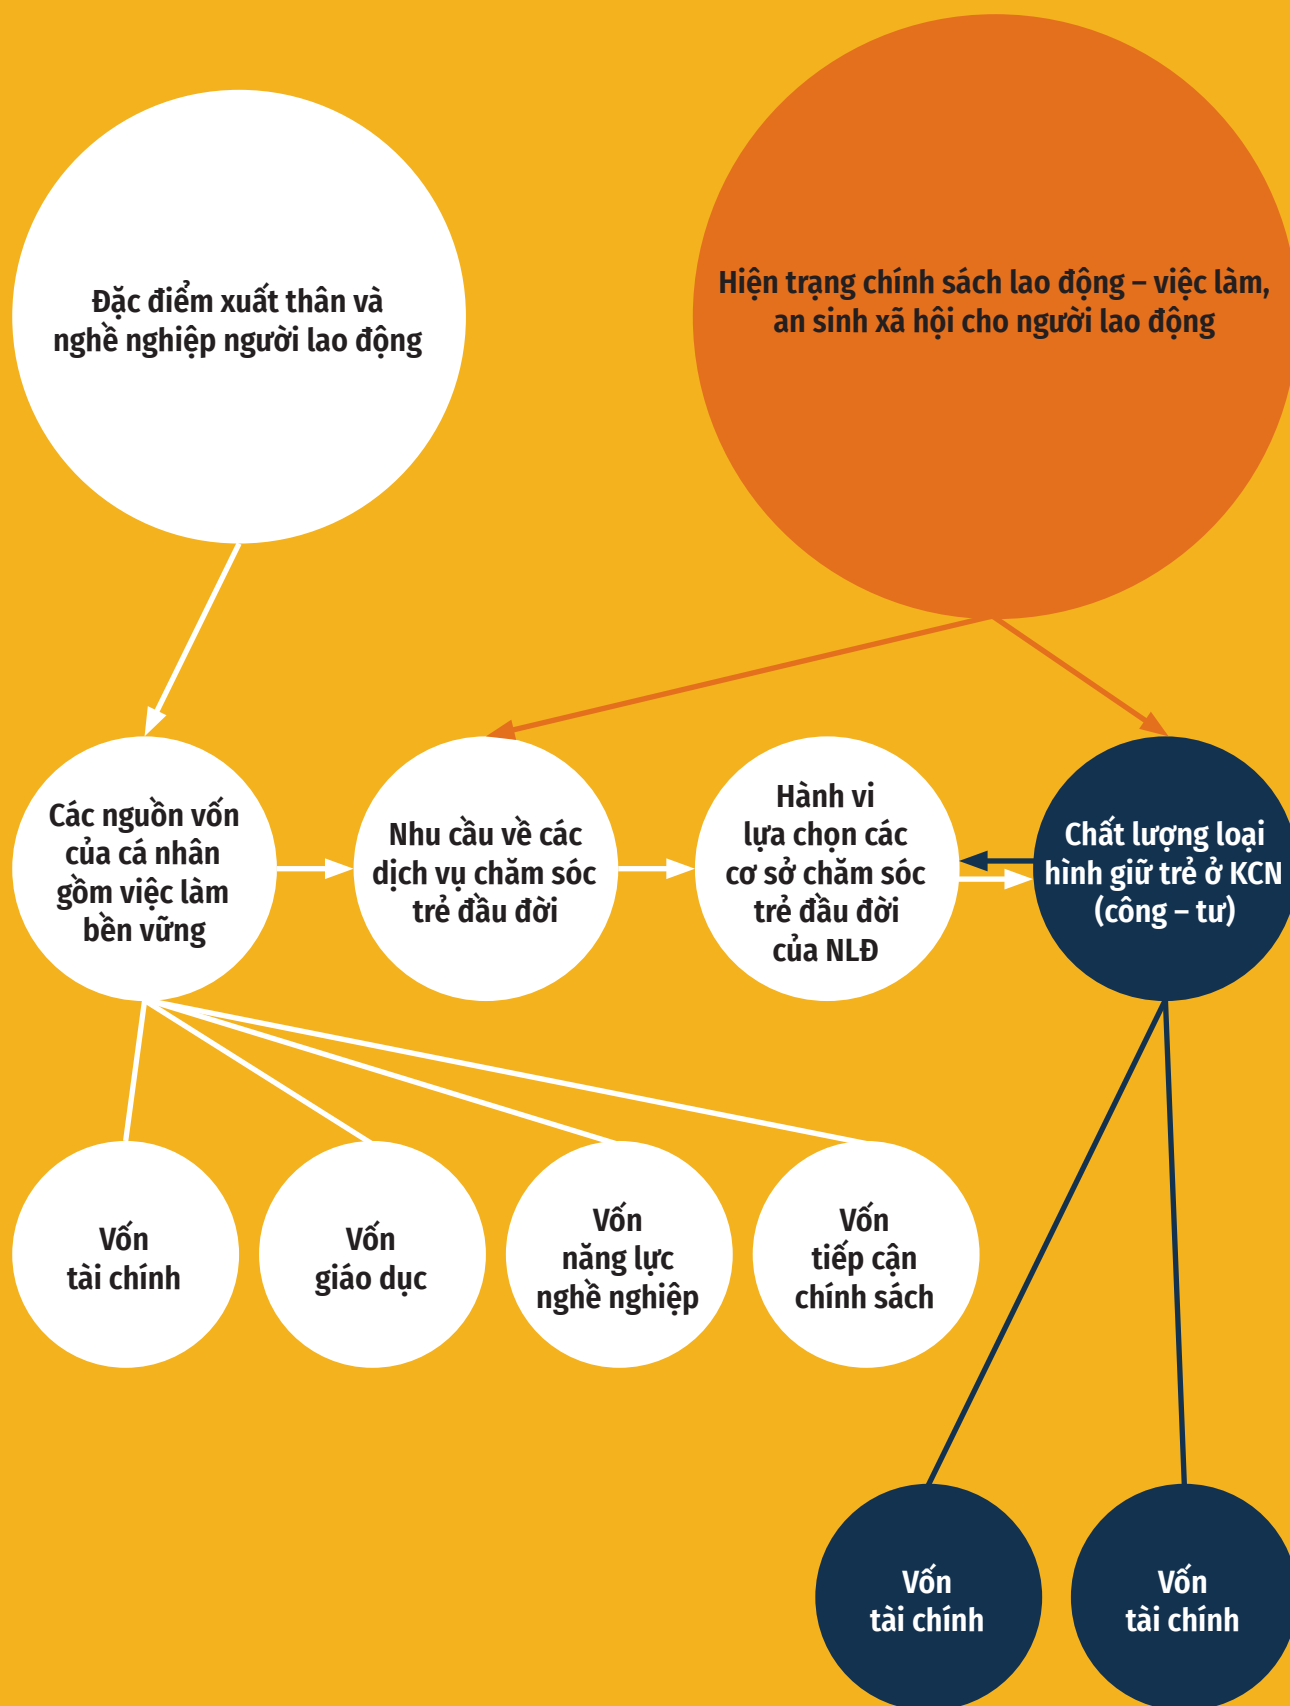 Đặc điểm xuất thân và
nghề nghiệp người lao động
Hiện trạng chính sách lao động – việc làm,
an sinh xã hội cho người lao động
Các nguồn vốn
của cá nhân
gồm việc làm
bền vững
Nhu cầu về các
dịch vụ chăm sóc
trẻ đầu đời
Hành vi
lựa chọn các
cơ sở chăm sóc
trẻ đầu đời
của NLĐ
Chất lượng loại
hình giữ trẻ ở KCN
(công – tư)
Vốn
tài chính
Vốn
giáo dục
Vốn
năng lực
nghề nghiệp
Vốn
tiếp cận
chính sách
Vốn
tài chính
Vốn
tài chính